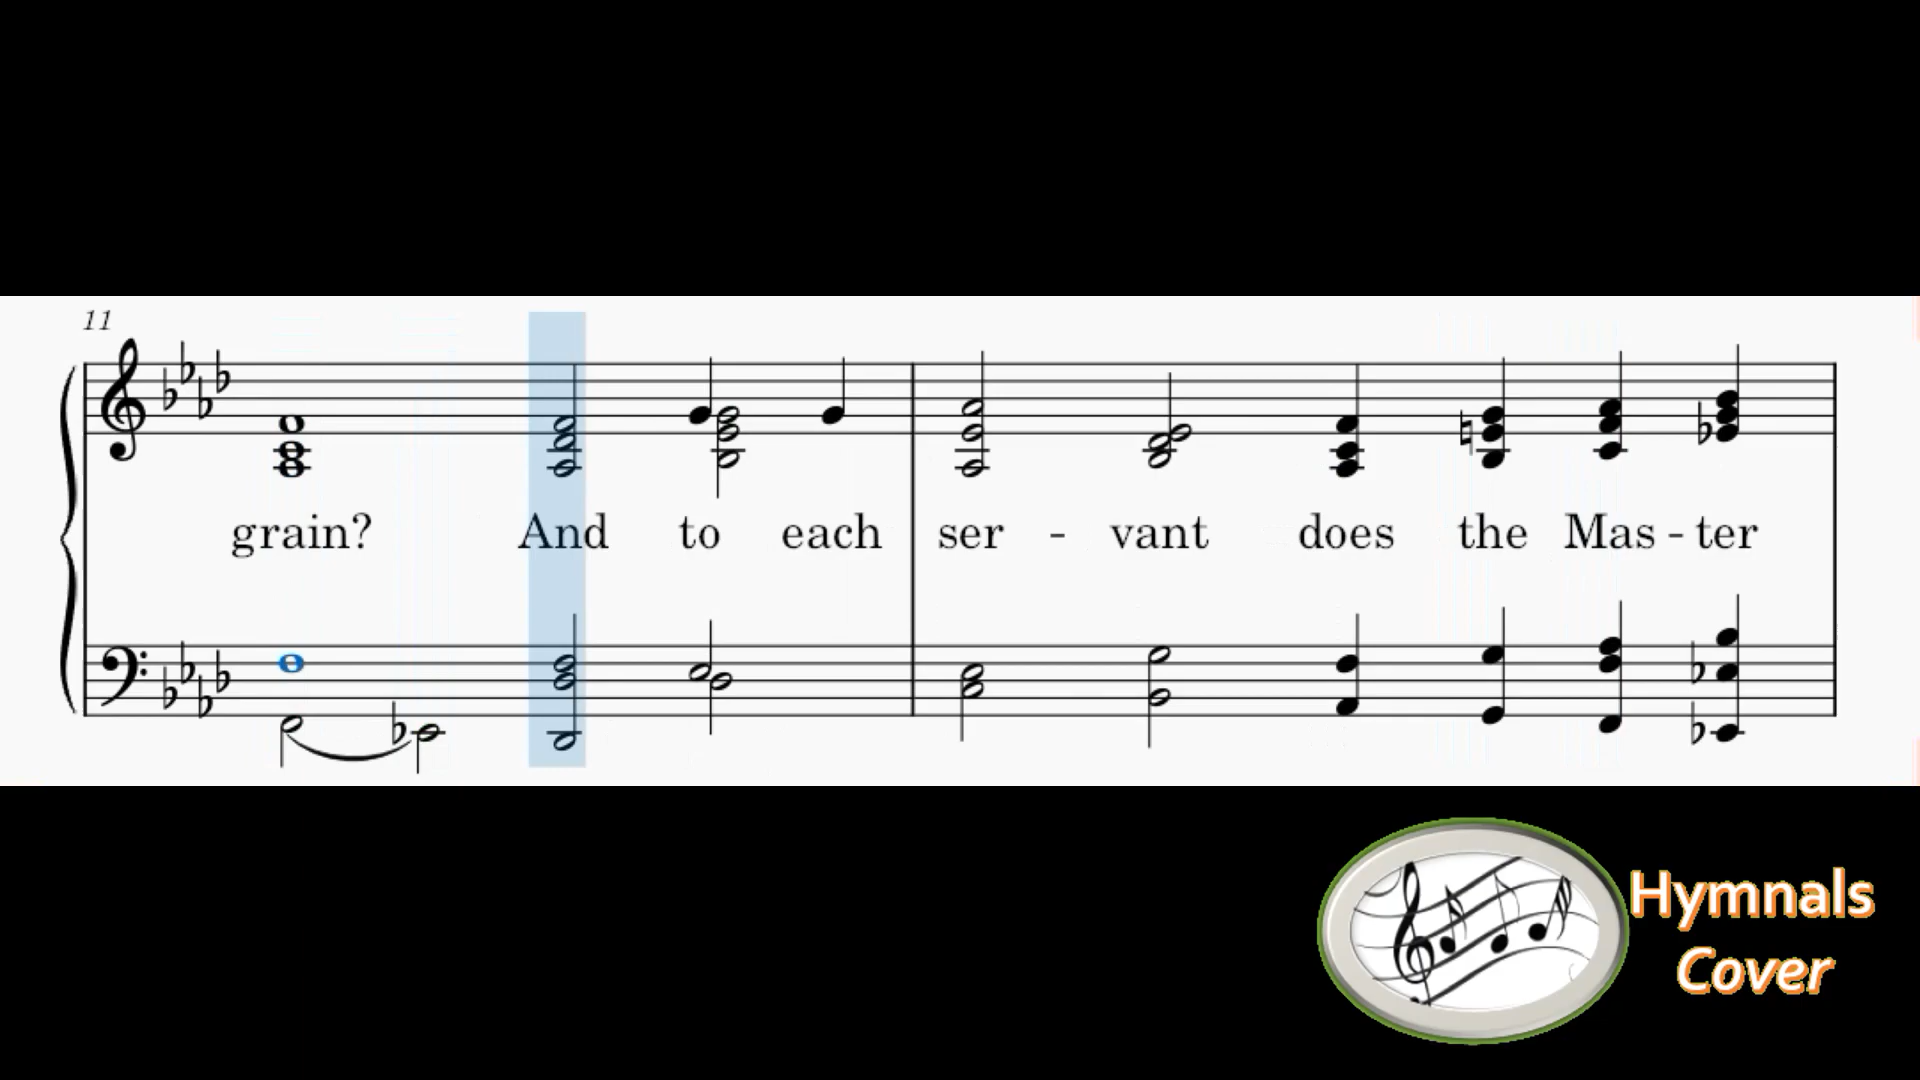 11
grain? And to each ser - vant does the Mas - ter
Hymnals
Cover